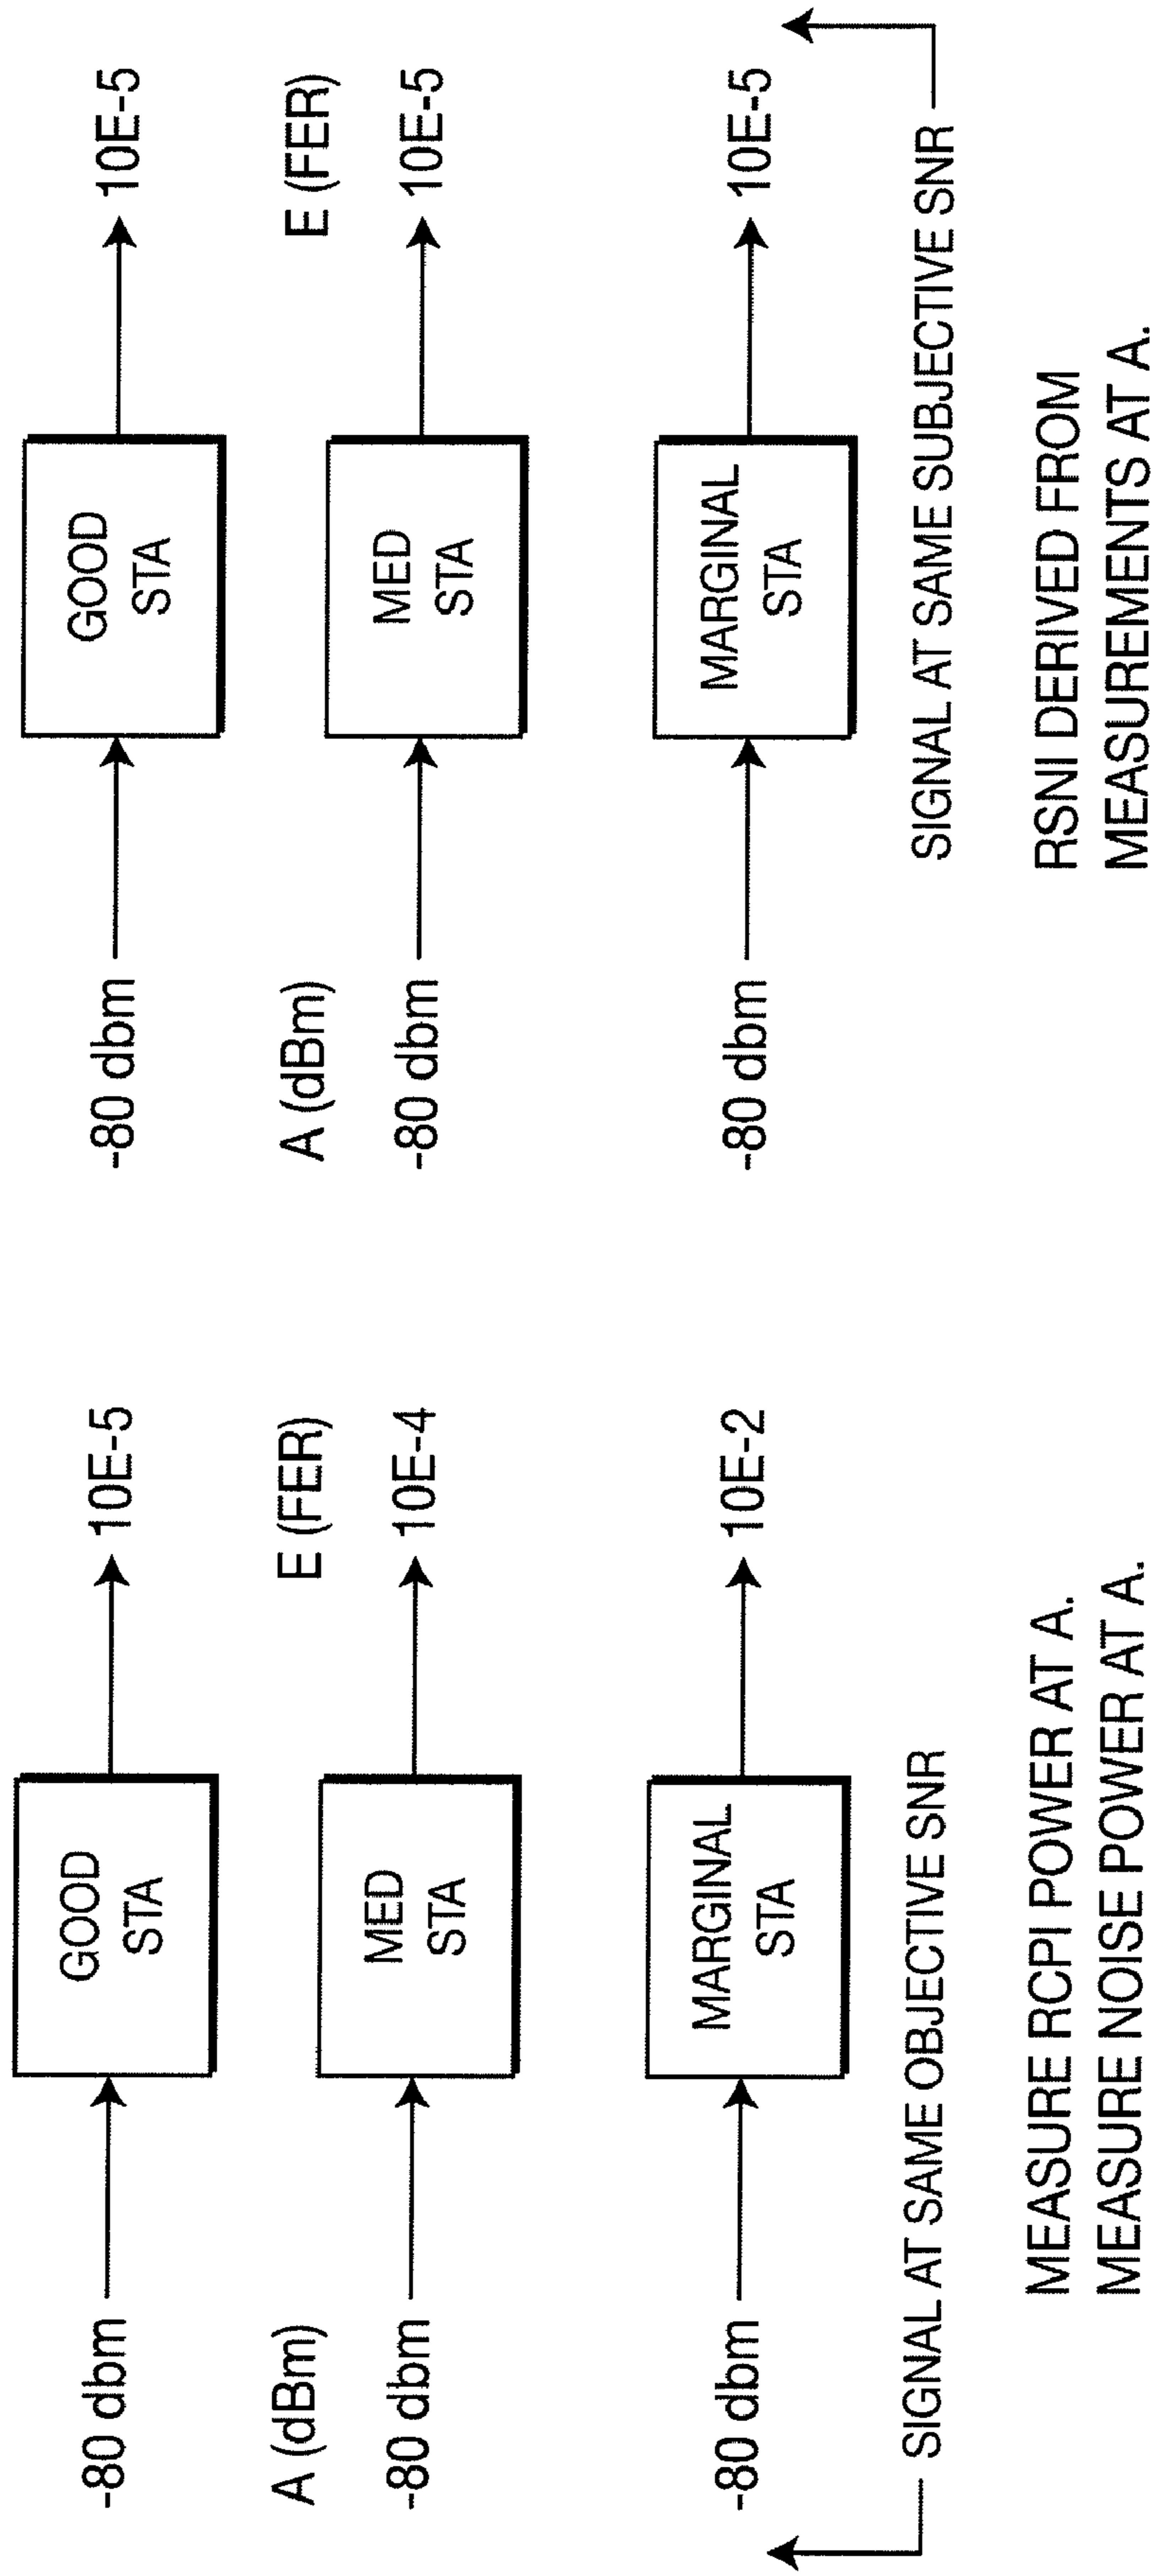 -80 dbm
GOOD
STA
10E-5
A (dBm)
E (FER)
-80 dbm
MED
STA
10E-4
-80 dbm
MARGINAL
STA
10E-2
SIGNAL AT SAME OBJECTIVE SNR
MEASURE RCPI POWER AT A.
MEASURE NOISE POWER AT A.
-80 dbm
GOOD
STA
10E-5
A (dBm)
E (FER)
-80 dbm
MED
STA
10E-5
-80 dbm
MARGINAL
STA
10E-5
SIGNAL AT SAME SUBJECTIVE SNR
RSNI DERIVED FROM
MEASUREMENTS AT A.